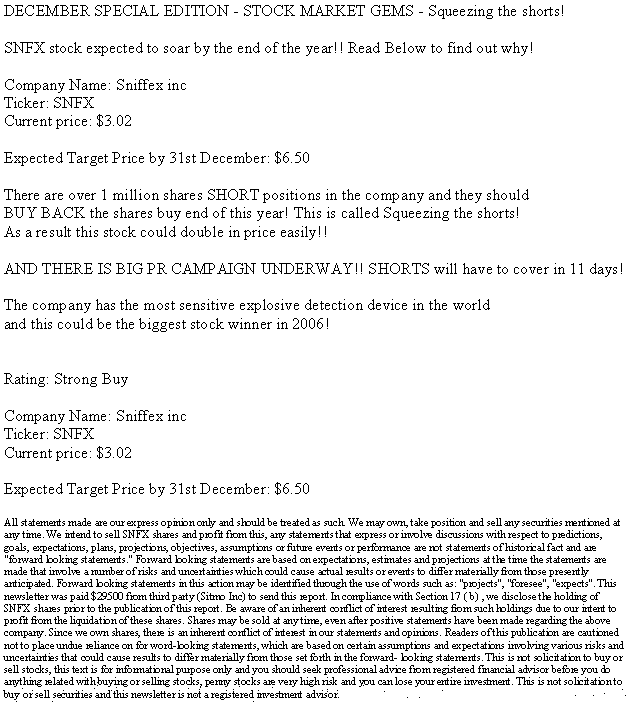 DECEMBER SPECIAL EDITION - STOCK MARKET GEMS - Squeezing the shorts!
SNFX stock expected to soar by the end of the year!! Read Below to find out why!
Company Name: Sniffex inc
Ticker: SNFX
Current price: $3.02
Expected Target Price by 31st December: $6.50
There are over 1 million shares SHORT positions in the company and they should
BUY BACK the shares buy end of this year! This is called Squeezing the shorts!
As a result this stock could double in price easily!!
AND THERE IS BIG PR CAMPAIGN UNDERWAY!! SHORTS will have to cover in 11 days!
The company has the most sensitive explosive detection device in the world
and this could be the biggest stock winner in 2006!
Rating: Strong Buy
Company Name: Sniffex inc
Ticker: SNFX
Current price: $3.02
Expected Target Price by 31st December: $6.50
All statements made are our express opinion only and should be treated as such. We may own, take position and sell any securities mentioned at
any time. We intend to sell SNFX shares and profit from this, any statements that express or involve discussions with respect to predictions,
goals, expectations, plans, projections, objectives, assumptions or future events or performance are not statements of historical fact and are
"forward looking statements." Forward looking statements are based on expectations, estimates and projections at the time the statements are
made that involve a number of risks and uncertainties which could cause actual results or events to differ materially from those presently
anticipated. Forward looking statements in this action may be identified through the use of words such as: "projects", "foresee", "expects". This
newsletter was paid $29500 from third party (Sitmo Inc) to send this report. In compliance with Section 17 ( b) , we disclose the holding of
SNFX shares prior to the publication of this report. Be aware of an inherent conflict of interest resulting from such holdings due to our intent to
profit from the liquidation of these shares. Shares may be sold at any time, even after positive statements have been made regarding the above
company. Since we own shares, there is an inherent conflict of interest in our statements and opinions. Readers of this publication are cautioned
not to place undue reliance on for word-looking statements, which are based on certain assumptions and expectations involving various risks and
uncertainties that could cause results to differ materially from those set forth in the forward- looking statements. This is not solicitation to buy or
sell stocks, this text is for informational purpose only and you should seek professional advice from registered financial advisor before you do
anything related with buying or selling stocks, penny stocks are very high risk and you can lose your entire investment. This is not solicitation to
buy or sell securities and this newsletter is not a registered investment advisor.